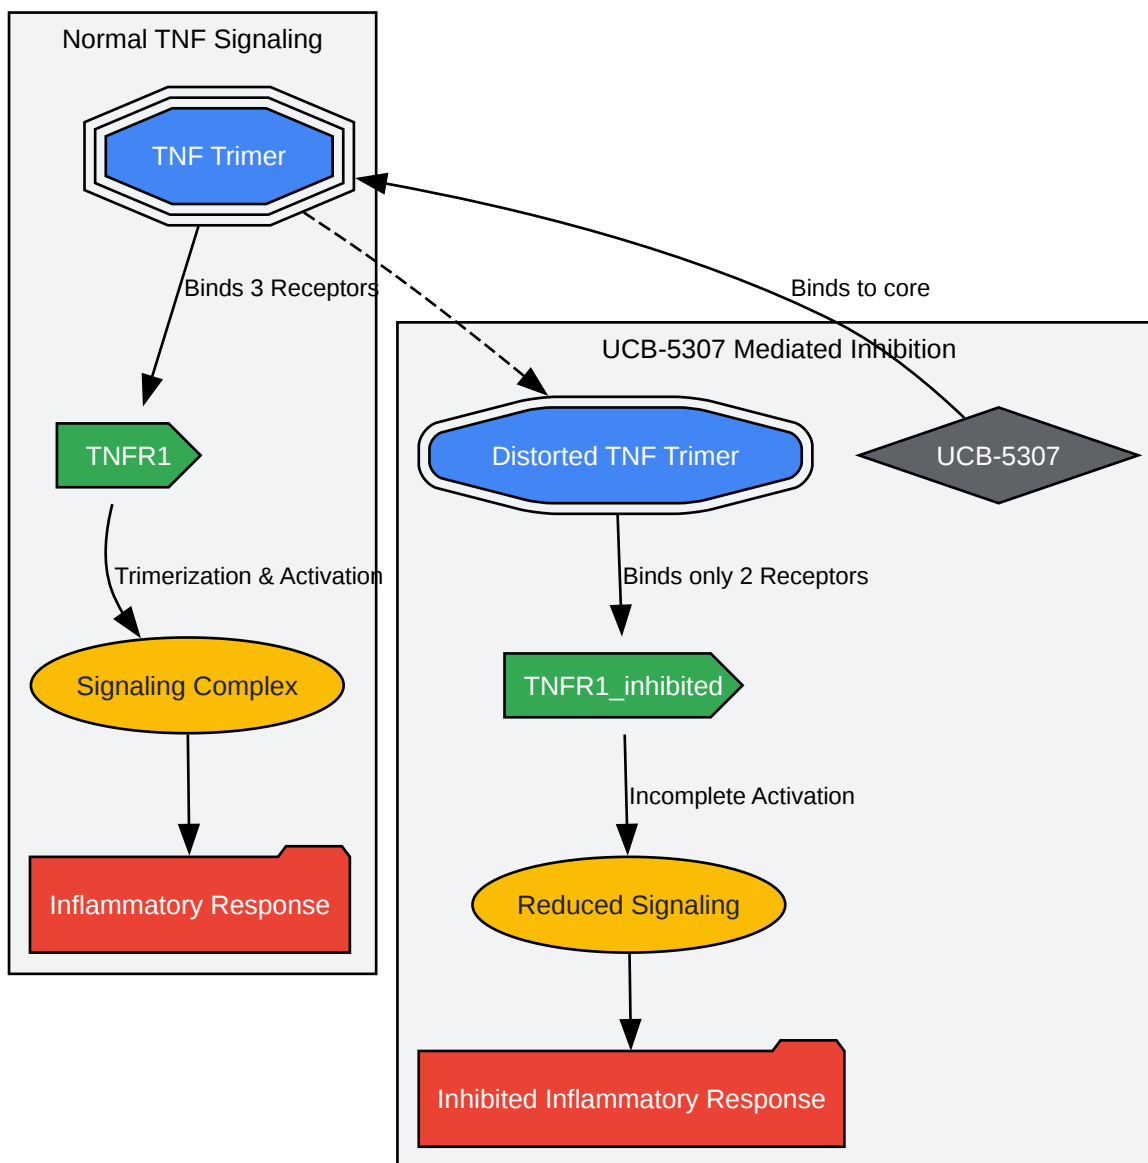 Normal TNF Signaling
TNF Trimer
Binds 3 Receptors
TNFR1
Trimerization & Activation
Signaling Complex
Inflammatory Response
Binds to core
UCB-5307 Mediated Inhibition
Distorted TNF Trimer
UCB-5307
Binds only 2 Receptors
TNFR1_inhibited
Incomplete Activation
Reduced Signaling
Inhibited Inflammatory Response